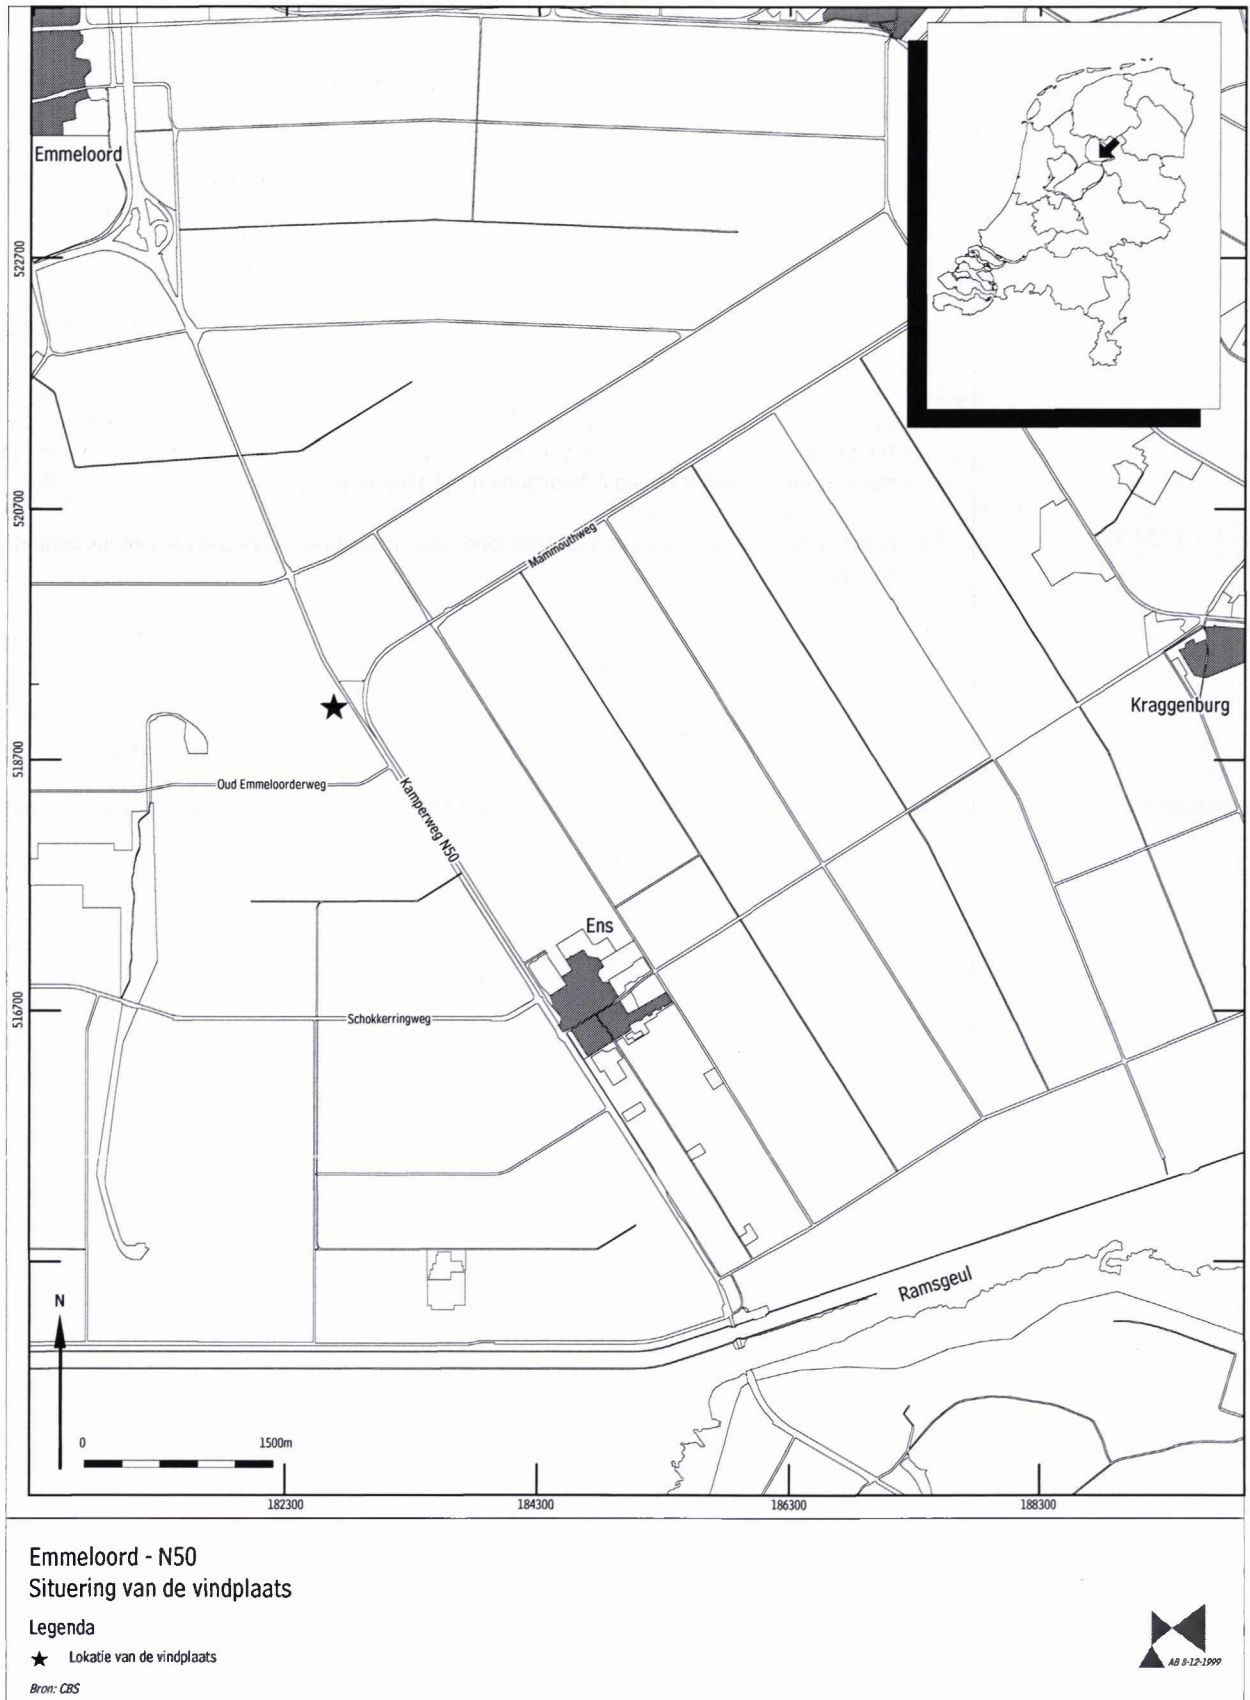 Emmeloord
522700
520700
Mammouthweg
Kraggenburg
518700
Oud Emmeloorderweg
Kamperweg N50
Ens
516700
Schokkerringweg
Ramsgeul
N
0 1500m
182300 184300 186300 188300
Emmeloord - N50
Situering van de vindplaats
Legenda
Lokatie van de vindplaats
Bron: CBS
AB 8-12-1999